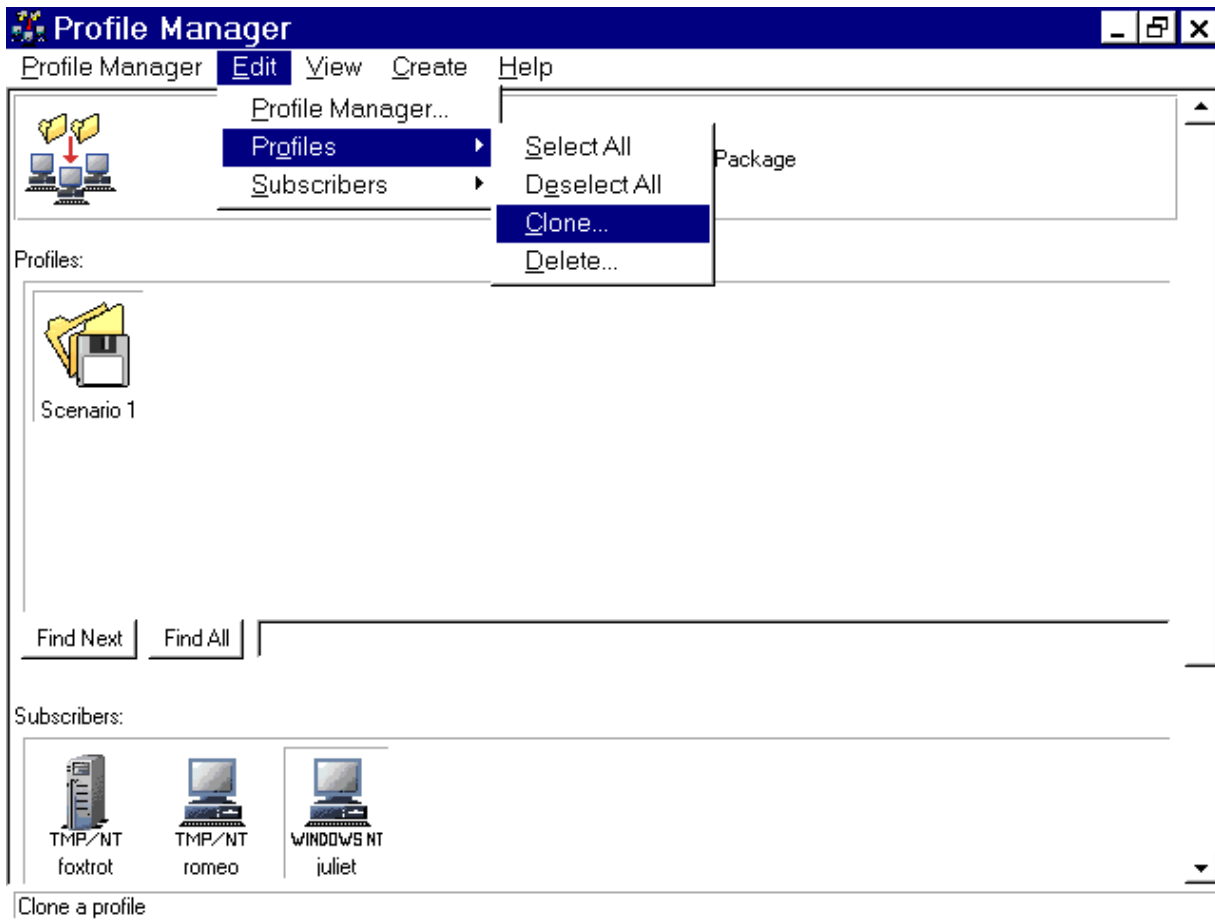 Profile Manager
Profile Manager Edit View Create Help
Profile Manager...
Profiles
Subscribers
Select All
Deselect All
Clone...
Delete...
Package
Profiles:
Scenario 1
Find Next Find All
Subscribers:
TMP/NT TMP/NT WINDOWS NT
foxtrot romeo juliet
Clone a profile